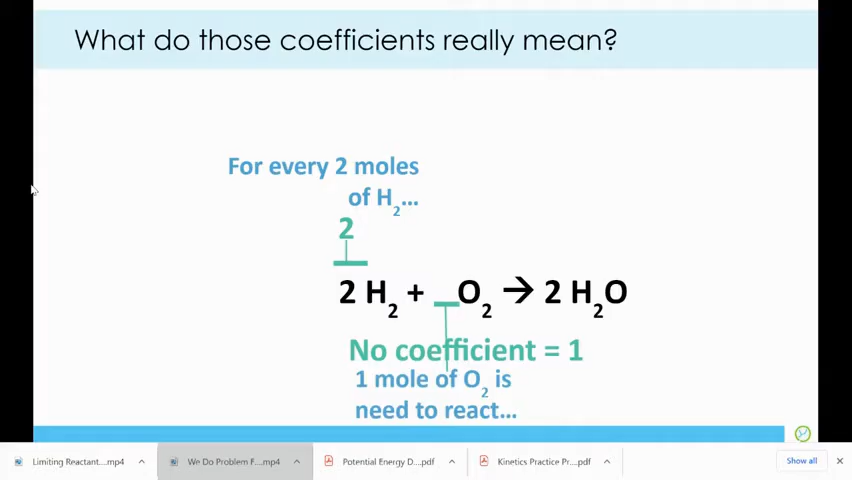 What do those coefficients really mean?
For every 2 moles
of H₂...
2
2 H₂ + _O₂ → 2 H₂O
No coefficient = 1
1 mole of O₂ is
need to react...
Limiting Reactant....mp4
We Do Problem F....mp4
Potential Energy D....pdf
Kinetics Practice Pr....pdf
Show all